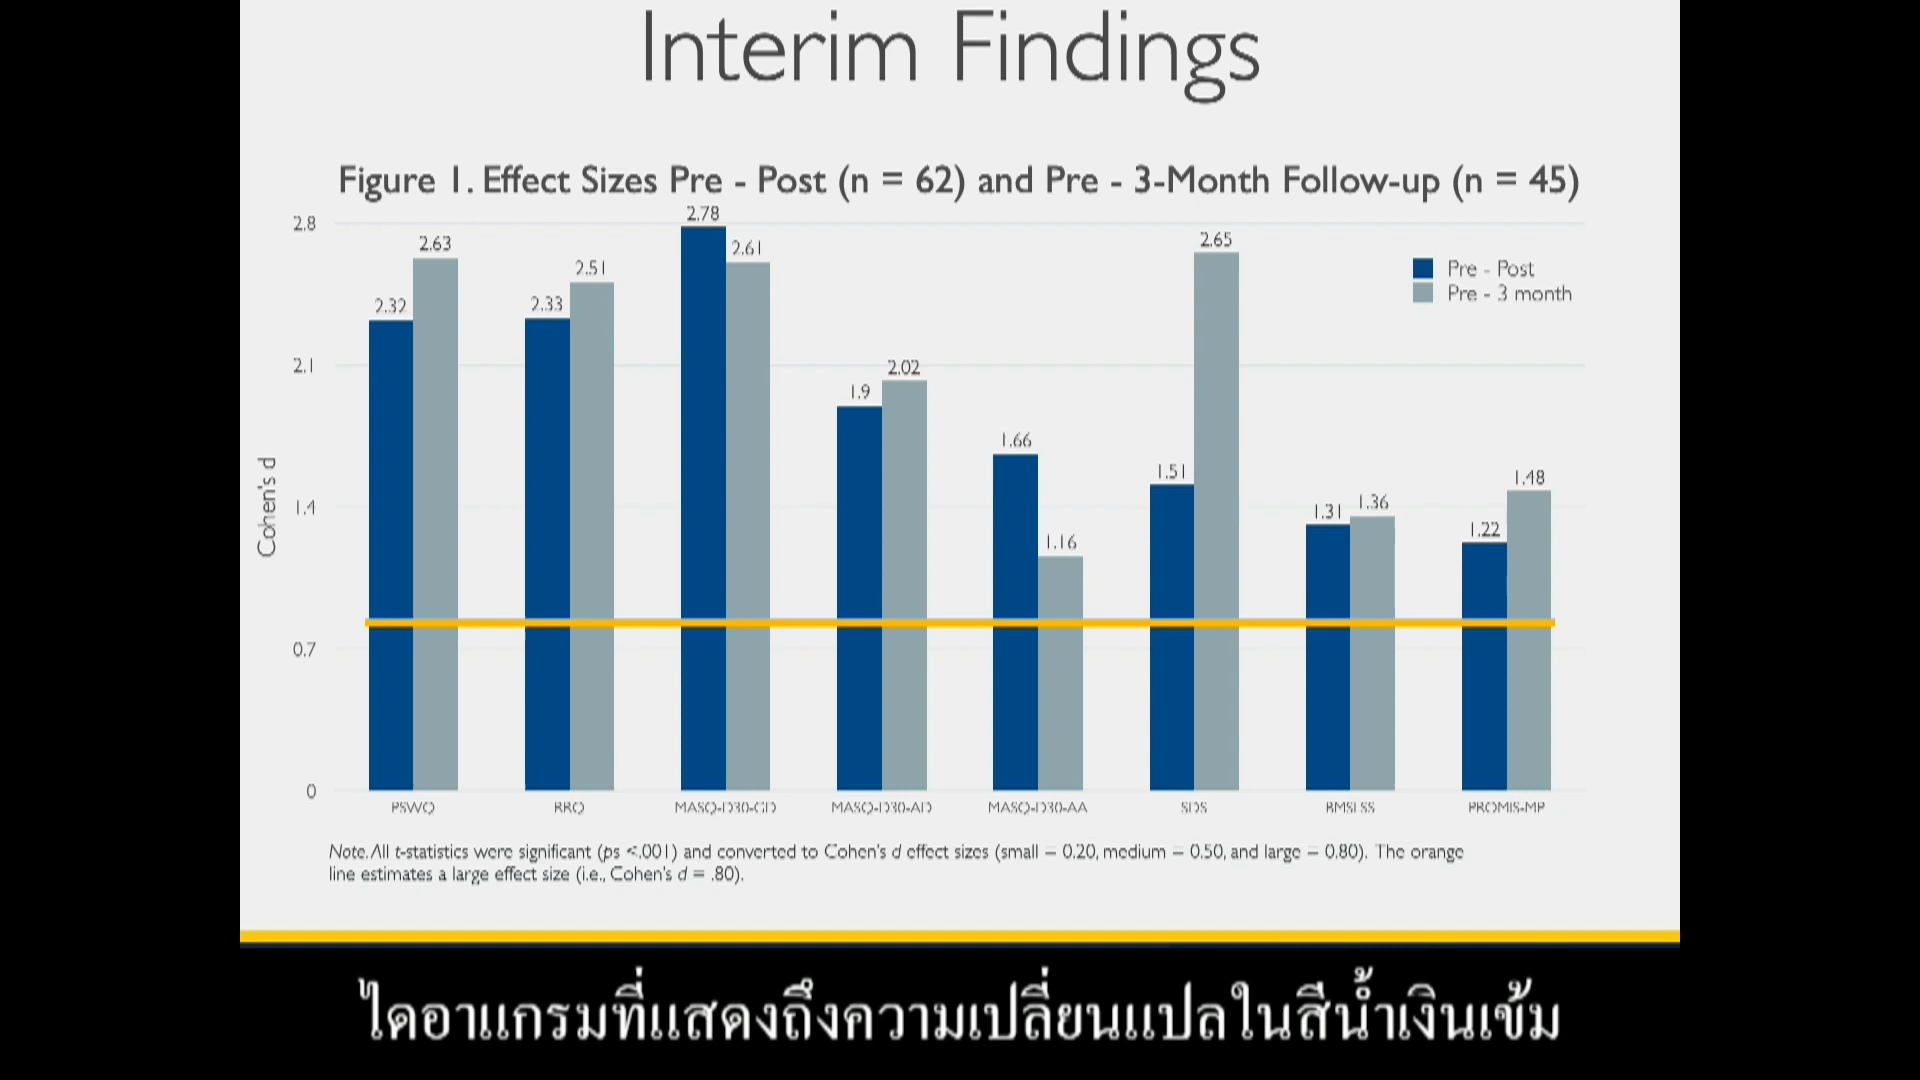 Interim Findings
Figure 1. Effect Sizes Pre - Post (n = 62) and Pre - 3-Month Follow-up (n = 45)
2.8
2.1
1.4
0.7
0
Cohen's d
2.32
2.63
2.33
2.51
2.78
2.61
1.9
2.02
1.66
1.16
1.51
2.65
1.31
1.36
1.22
1.48
Pre - Post
Pre - 3 month
PSWQ
RRQ
MASQ-D30-GD
MASQ-D30-AD
MASQ-D30-AA
SDS
BMSLSS
PROMIS-MP
Note. All t-statistics were significant (ps <.001) and converted to Cohen's d effect sizes (small = 0.20, medium = 0.50, and large = 0.80). The orange
line estimates a large effect size (i.e., Cohen's d = .80).
ไดอาแกรมที่แสดงถึงความเปลี่ยนแปลในสีน้ำเงินเข้ม